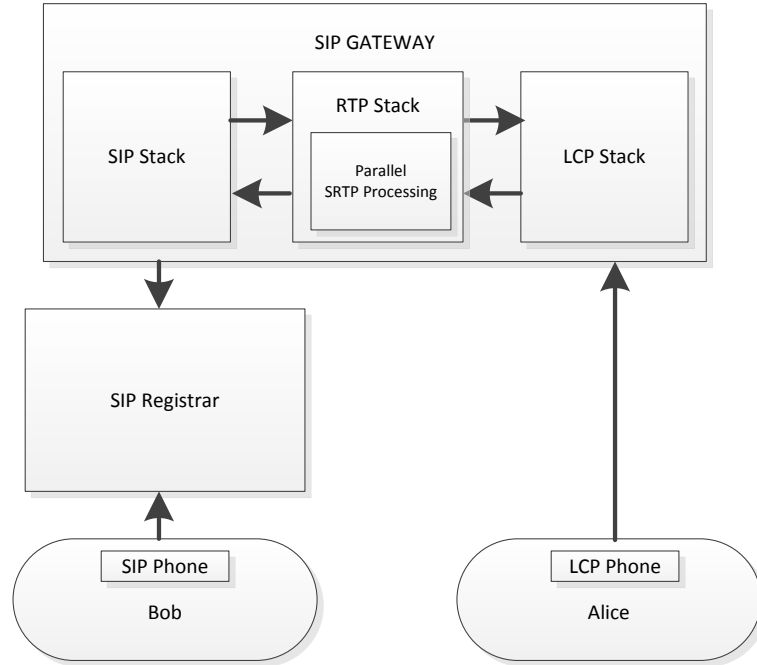 SIP GATEWAY
SIP Stack
RTP Stack
Parallel
SRTP Processing
LCP Stack
SIP Registrar
SIP Phone
Bob
LCP Phone
Alice